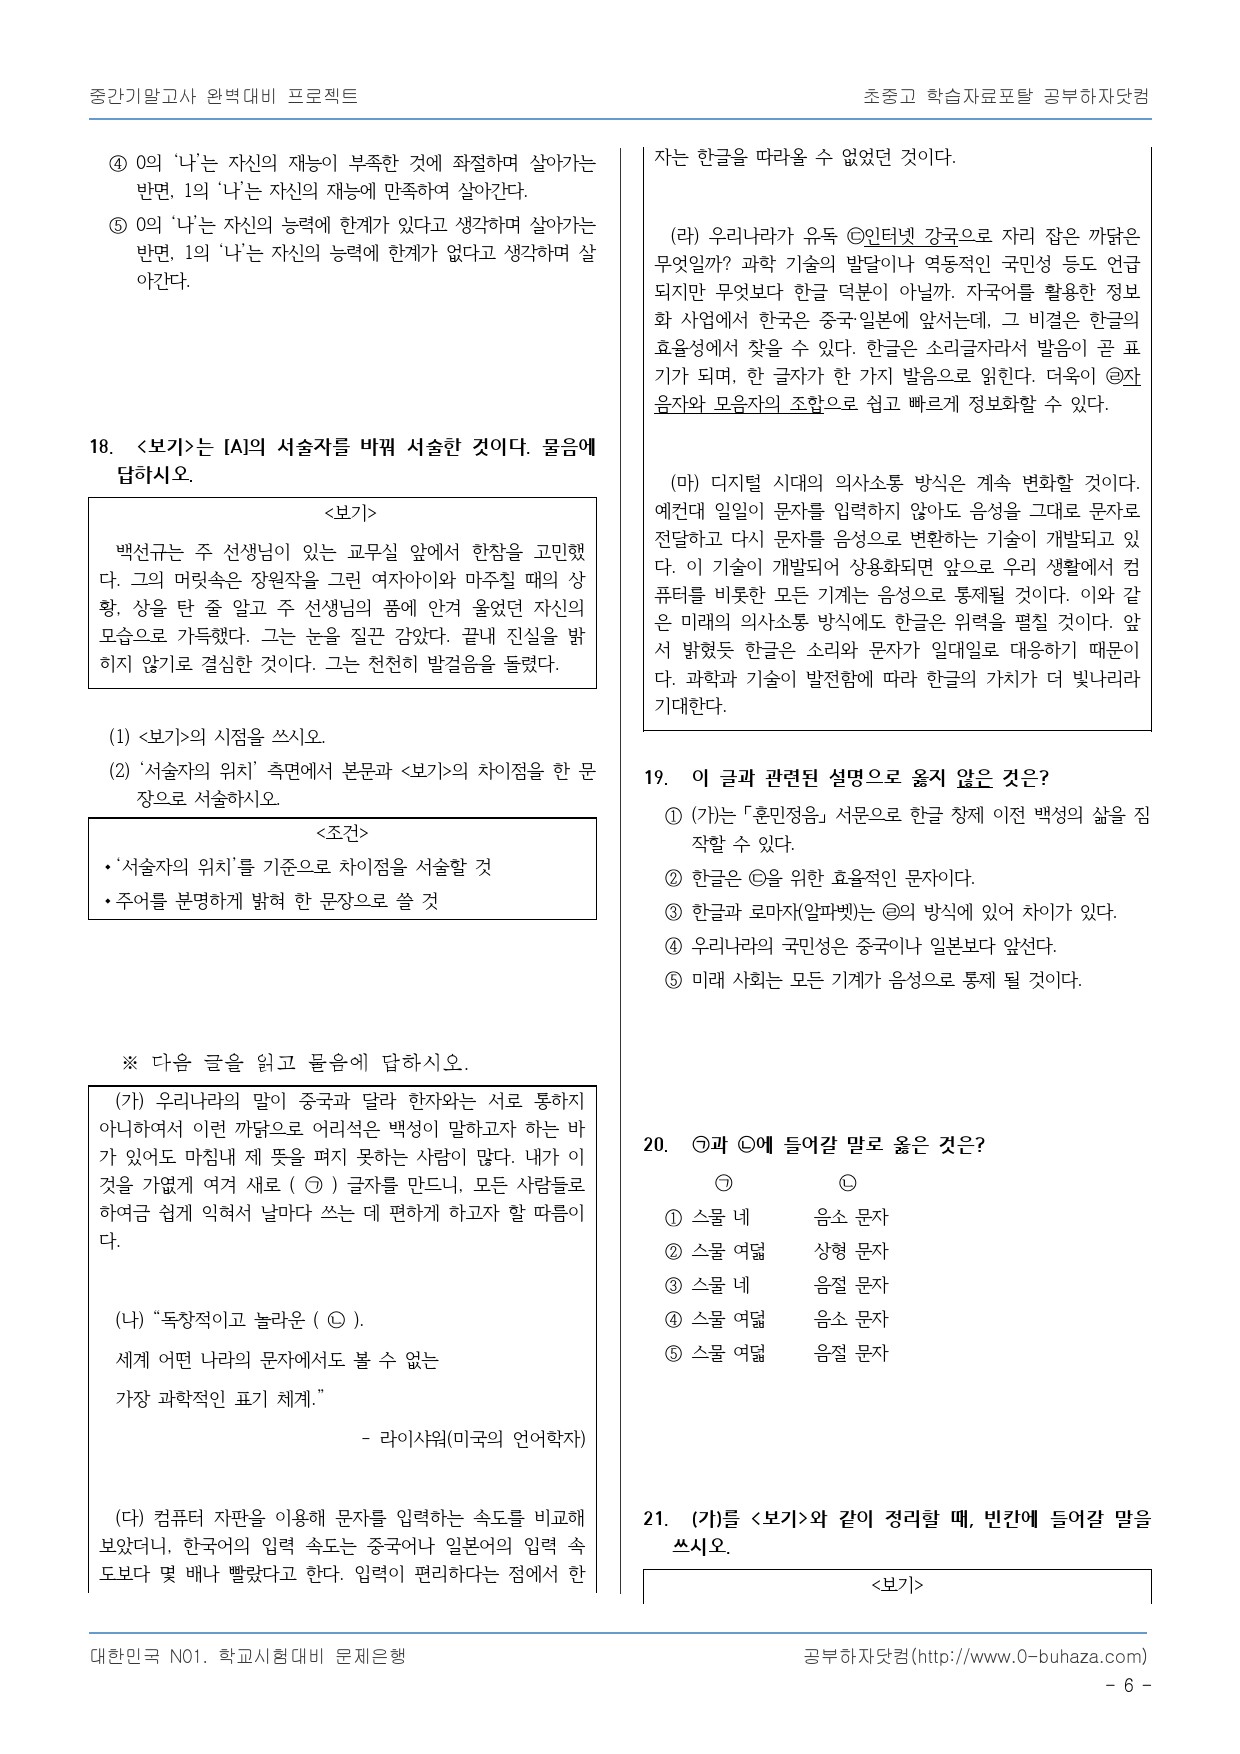 중간기말고사 완벽대비 프로젝트
초중고 학습자료포탈 공부하자닷컴
④ 0의 ‘나’는 자신의 재능이 부족한 것에 좌절하며 살아가는
반면, 1의 ‘나’는 자신의 재능에 만족하여 살아간다.
⑤ 0의 ‘나’는 자신의 능력에 한계가 있다고 생각하며 살아가는
반면, 1의 ‘나’는 자신의 능력에 한계가 없다고 생각하며 살
아간다.
18. <보기>는 [A]의 서술자를 바꿔 서술한 것이다. 물음에
답하시오.
<보기>
백선규는 주 선생님이 있는 교무실 앞에서 한참을 고민했
다. 그의 머릿속은 장원작을 그린 여자아이와 마주칠 때의 상
황, 상을 탄 줄 알고 주 선생님의 품에 안겨 울었던 자신의
모습으로 가득했다. 그는 눈을 질끈 감았다. 끝내 진실을 밝
히지 않기로 결심한 것이다. 그는 천천히 발걸음을 돌렸다.
(1) <보기>의 시점을 쓰시오.
(2) ‘서술자의 위치’ 측면에서 본문과 <보기>의 차이점을 한 문
장으로 서술하시오.
<조건>
•‘서술자의 위치’를 기준으로 차이점을 서술할 것
•주어를 분명하게 밝혀 한 문장으로 쓸 것
※ 다음 글을 읽고 물음에 답하시오.
(가) 우리나라의 말이 중국과 달라 한자와는 서로 통하지
아니하여서 이런 까닭으로 어리석은 백성이 말하고자 하는 바
가 있어도 마침내 제 뜻을 펴지 못하는 사람이 많다. 내가 이
것을 가엾게 여겨 새로 ( ㉠ ) 글자를 만드니, 모든 사람들로
하여금 쉽게 익혀서 날마다 쓰는 데 편하게 하고자 할 따름이
다.
(나) “독창적이고 놀라운 ( ㉡ ).
세계 어떤 나라의 문자에서도 볼 수 없는
가장 과학적인 표기 체계.”
- 라이샤워(미국의 언어학자)
(다) 컴퓨터 자판을 이용해 문자를 입력하는 속도를 비교해
보았더니, 한국어의 입력 속도는 중국어나 일본어의 입력 속
도보다 몇 배나 빨랐다고 한다. 입력이 편리하다는 점에서 한
자는 한글을 따라올 수 없었던 것이다.
(라) 우리나라가 유독 ㉢인터넷 강국으로 자리 잡은 까닭은
무엇일까? 과학 기술의 발달이나 역동적인 국민성 등도 언급
되지만 무엇보다 한글 덕분이 아닐까. 자국어를 활용한 정보
화 사업에서 한국은 중국·일본에 앞서는데, 그 비결은 한글의
효율성에서 찾을 수 있다. 한글은 소리글자라서 발음이 곧 표
기가 되며, 한 글자가 한 가지 발음으로 읽힌다. 더욱이 ㉣자
음자와 모음자의 조합으로 쉽고 빠르게 정보화할 수 있다.
(마) 디지털 시대의 의사소통 방식은 계속 변화할 것이다.
예컨대 일일이 문자를 입력하지 않아도 음성을 그대로 문자로
전달하고 다시 문자를 음성으로 변환하는 기술이 개발되고 있
다. 이 기술이 개발되어 상용화되면 앞으로 우리 생활에서 컴
퓨터를 비롯한 모든 기계는 음성으로 통제될 것이다. 이와 같
은 미래의 의사소통 방식에도 한글은 위력을 펼칠 것이다. 앞
서 밝혔듯 한글은 소리와 문자가 일대일로 대응하기 때문이
다. 과학과 기술이 발전함에 따라 한글의 가치가 더 빛나리라
기대한다.
19. 이 글과 관련된 설명으로 옳지 않은 것은?
① (가)는「훈민정음」서문으로 한글 창제 이전 백성의 삶을 짐
작할 수 있다.
② 한글은 ㉢을 위한 효율적인 문자이다.
③ 한글과 로마자(알파벳)는 ㉣의 방식에 있어 차이가 있다.
④ 우리나라의 국민성은 중국이나 일본보다 앞선다.
⑤ 미래 사회는 모든 기계가 음성으로 통제 될 것이다.
20. ㉠과 ㉡에 들어갈 말로 옳은 것은?
㉠ ㉡
① 스물 네 음소 문자
② 스물 여덟 상형 문자
③ 스물 네 음절 문자
④ 스물 여덟 음소 문자
⑤ 스물 여덟 음절 문자
21. (가)를 <보기>와 같이 정리할 때, 빈칸에 들어갈 말을
쓰시오.
<보기>
대한민국 N01. 학교시험대비 문제은행
공부하자닷컴(http://www.0-buhaza.com)
- 6 -